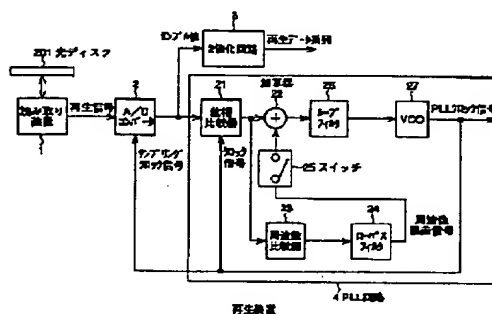 3
サンプル値
2値化回路
再生データ系列
201 光ディスク
読み取り
装置
再生信号
2
A/D
コンバータ
21
位相
比較器
加算器
22
26
ループ
フィルタ
27
VCO
PLLクロック信号
サンプリング
クロック信号
クロック
信号
25 スイッチ
23
周波数
比較器
24
ローパス
フィルタ
周波数
誤差信号
4 PLL回路
再生装置